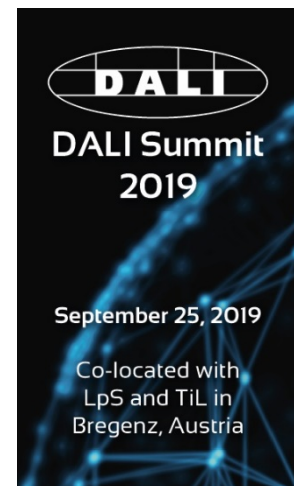 DALI
DALI Summit
2019
September 25, 2019
Co-located with
LpS and TiL in
Bregenz, Austria